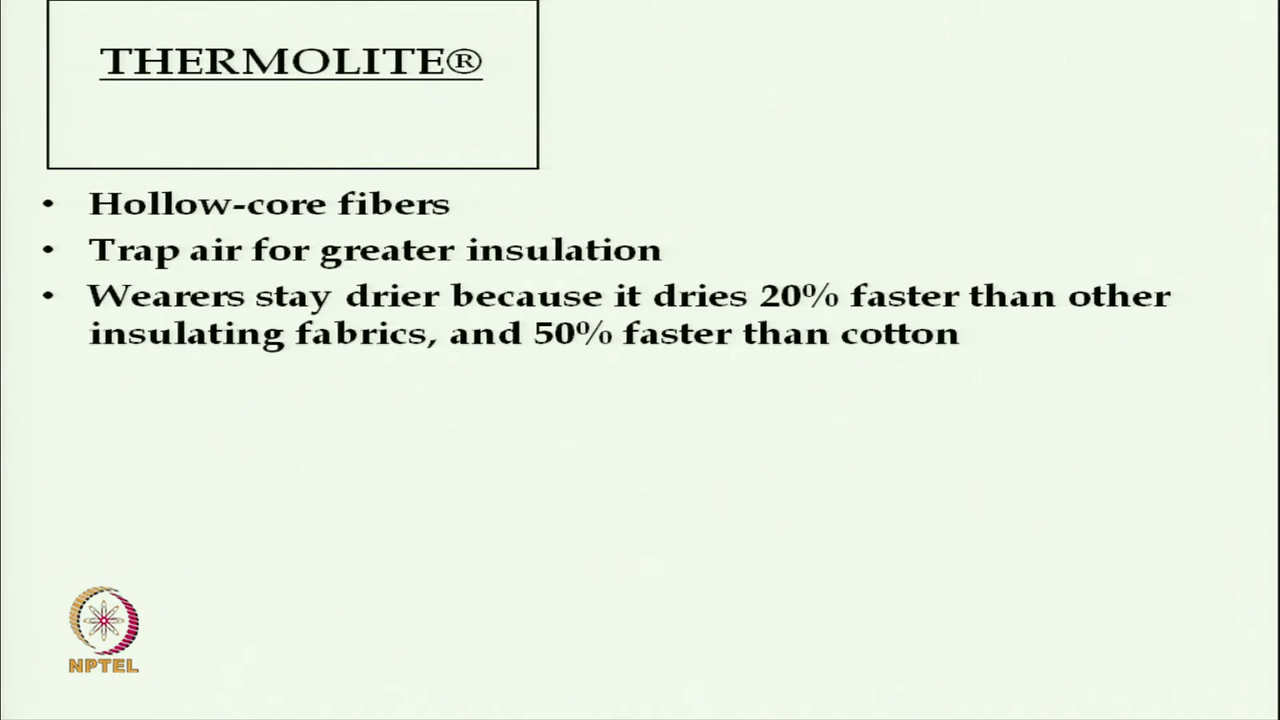 THERMOLITE®
• Hollow-core fibers
• Trap air for greater insulation
• Wearers stay drier because it dries 20% faster than other
insulating fabrics, and 50% faster than cotton
NPTEL